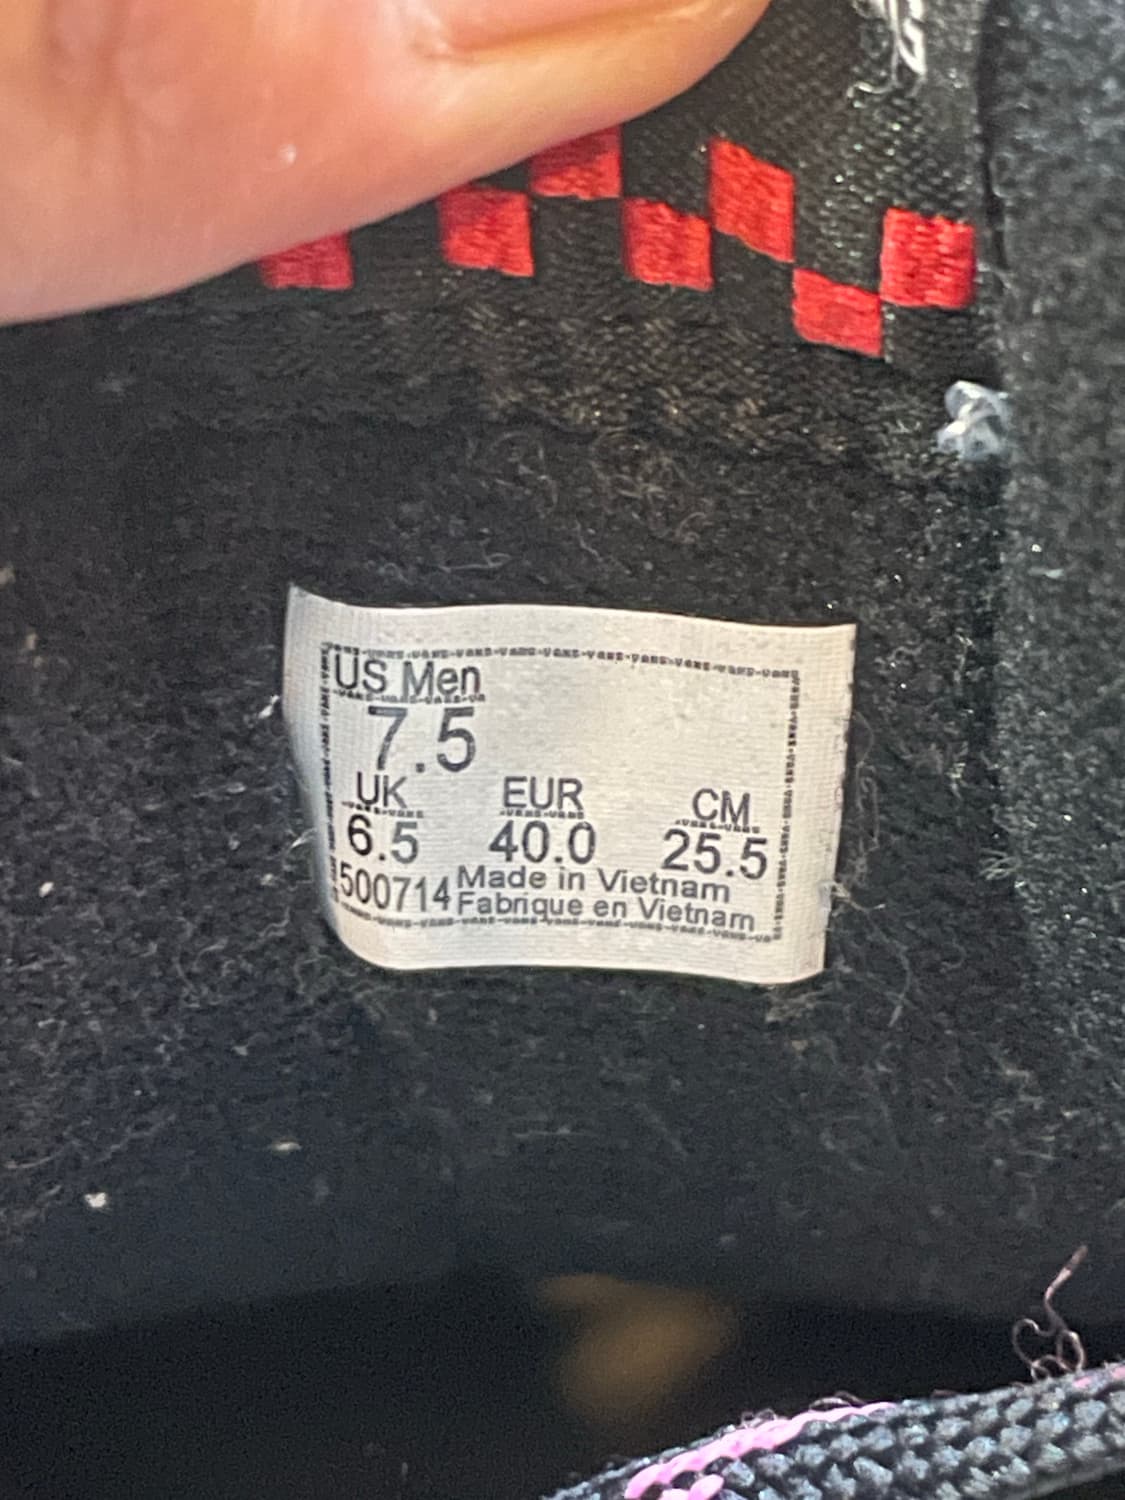 US Men
7.5
UK EUR CM
6.5 40.0 25.5
500714 Made in Vietnam
Fabrique en Vietnam